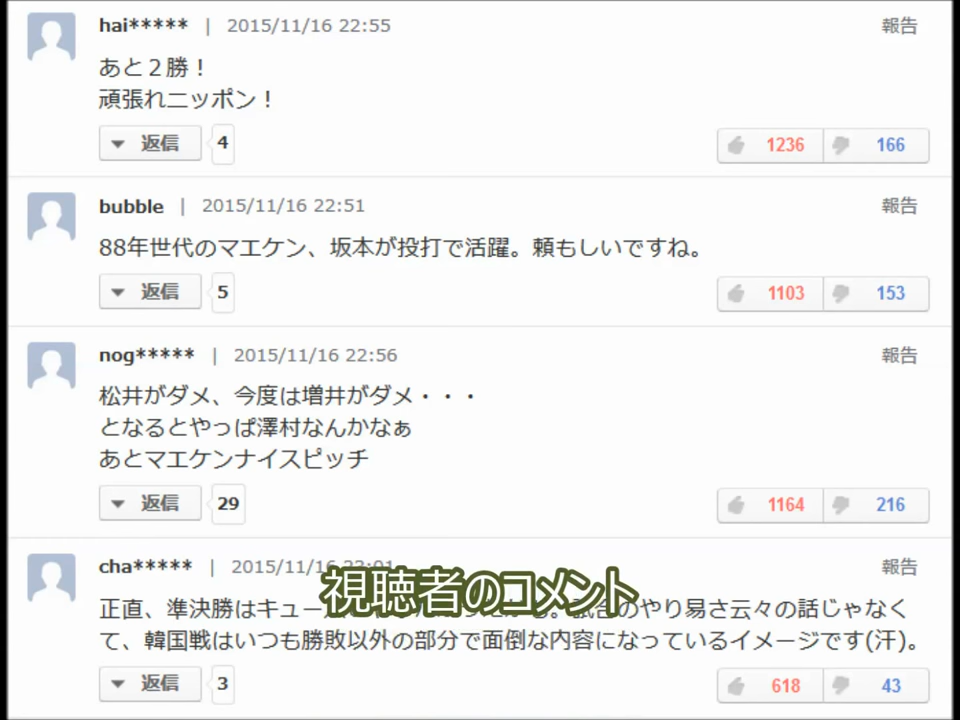 hai***** | 2015/11/16 22:55 報告
あと２勝！
頑張れニッポン！
返信 4 1236 166
bubble | 2015/11/16 22:51 報告
88年世代のマエケン、坂本が投打で活躍。頼もしいですね。
返信 5 1103 153
nog***** | 2015/11/16 22:56 報告
松井がダメ、今度は増井がダメ・・・
となるとやっぱ澤村なんかなぁ
あとマエケンナイスピッチ
返信 29 1164 216
cha***** | 2015/11/16 報告
視聴者のコメント
正直、準決勝はキュー のやり易さ云々の話じゃなく
て、韓国戦はいつも勝敗以外の部分で面倒な内容になっているイメージです(汗)。
返信 3 618 43